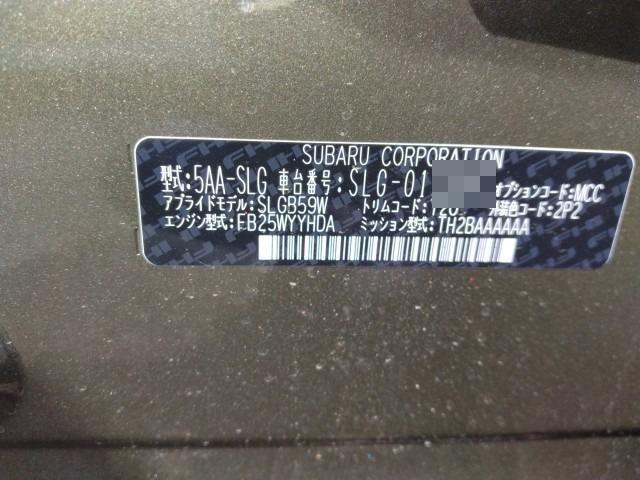 SUBARU CORPORATION
型式:5AA-SLG 車台番号:SLG-01 オプションコード:MCC
アプライドモデル:SLGB59W トリムコード:720 外装色コード:2P2
エンジン型式:FB25WYYHDA ミッション型式:TH2BAAAAAA